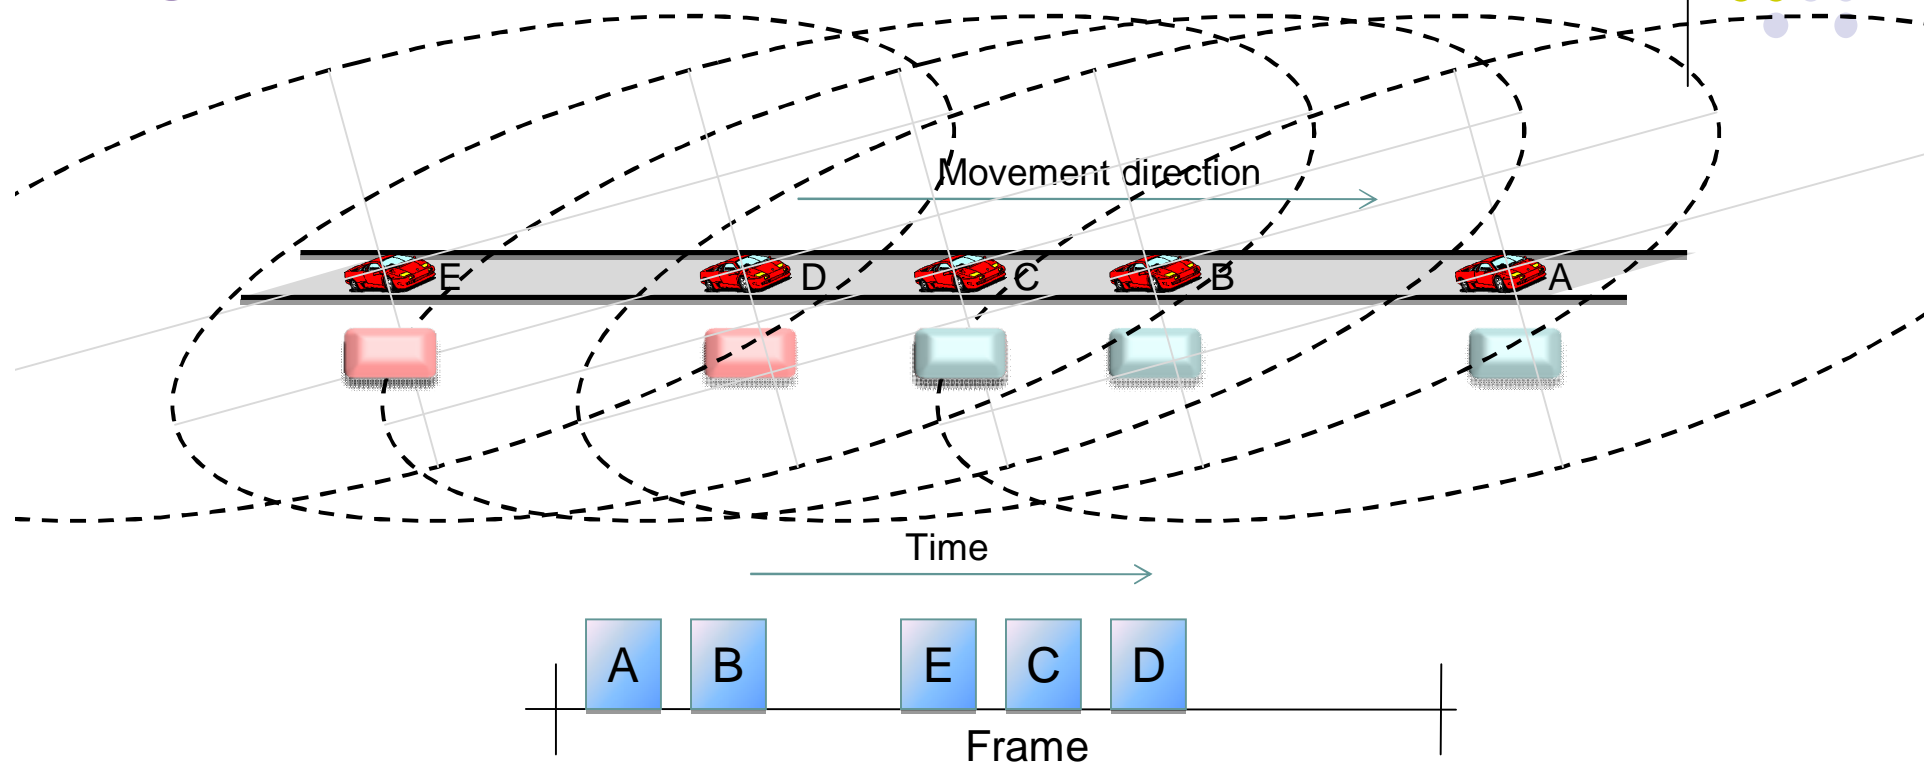 Movement direction
E D C B A
Time
A B E C D
Frame